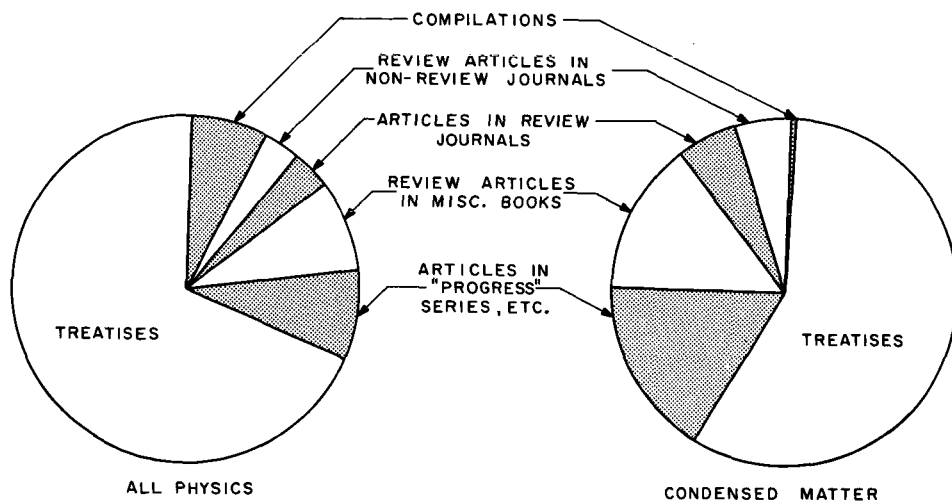 COMPILATIONS
REVIEW ARTICLES IN
NON-REVIEW JOURNALS
ARTICLES IN REVIEW
JOURNALS
REVIEW ARTICLES
IN MISC. BOOKS
ARTICLES IN
"PROGRESS"
SERIES, ETC.
TREATISES
TREATISES
ALL PHYSICS
CONDENSED MATTER